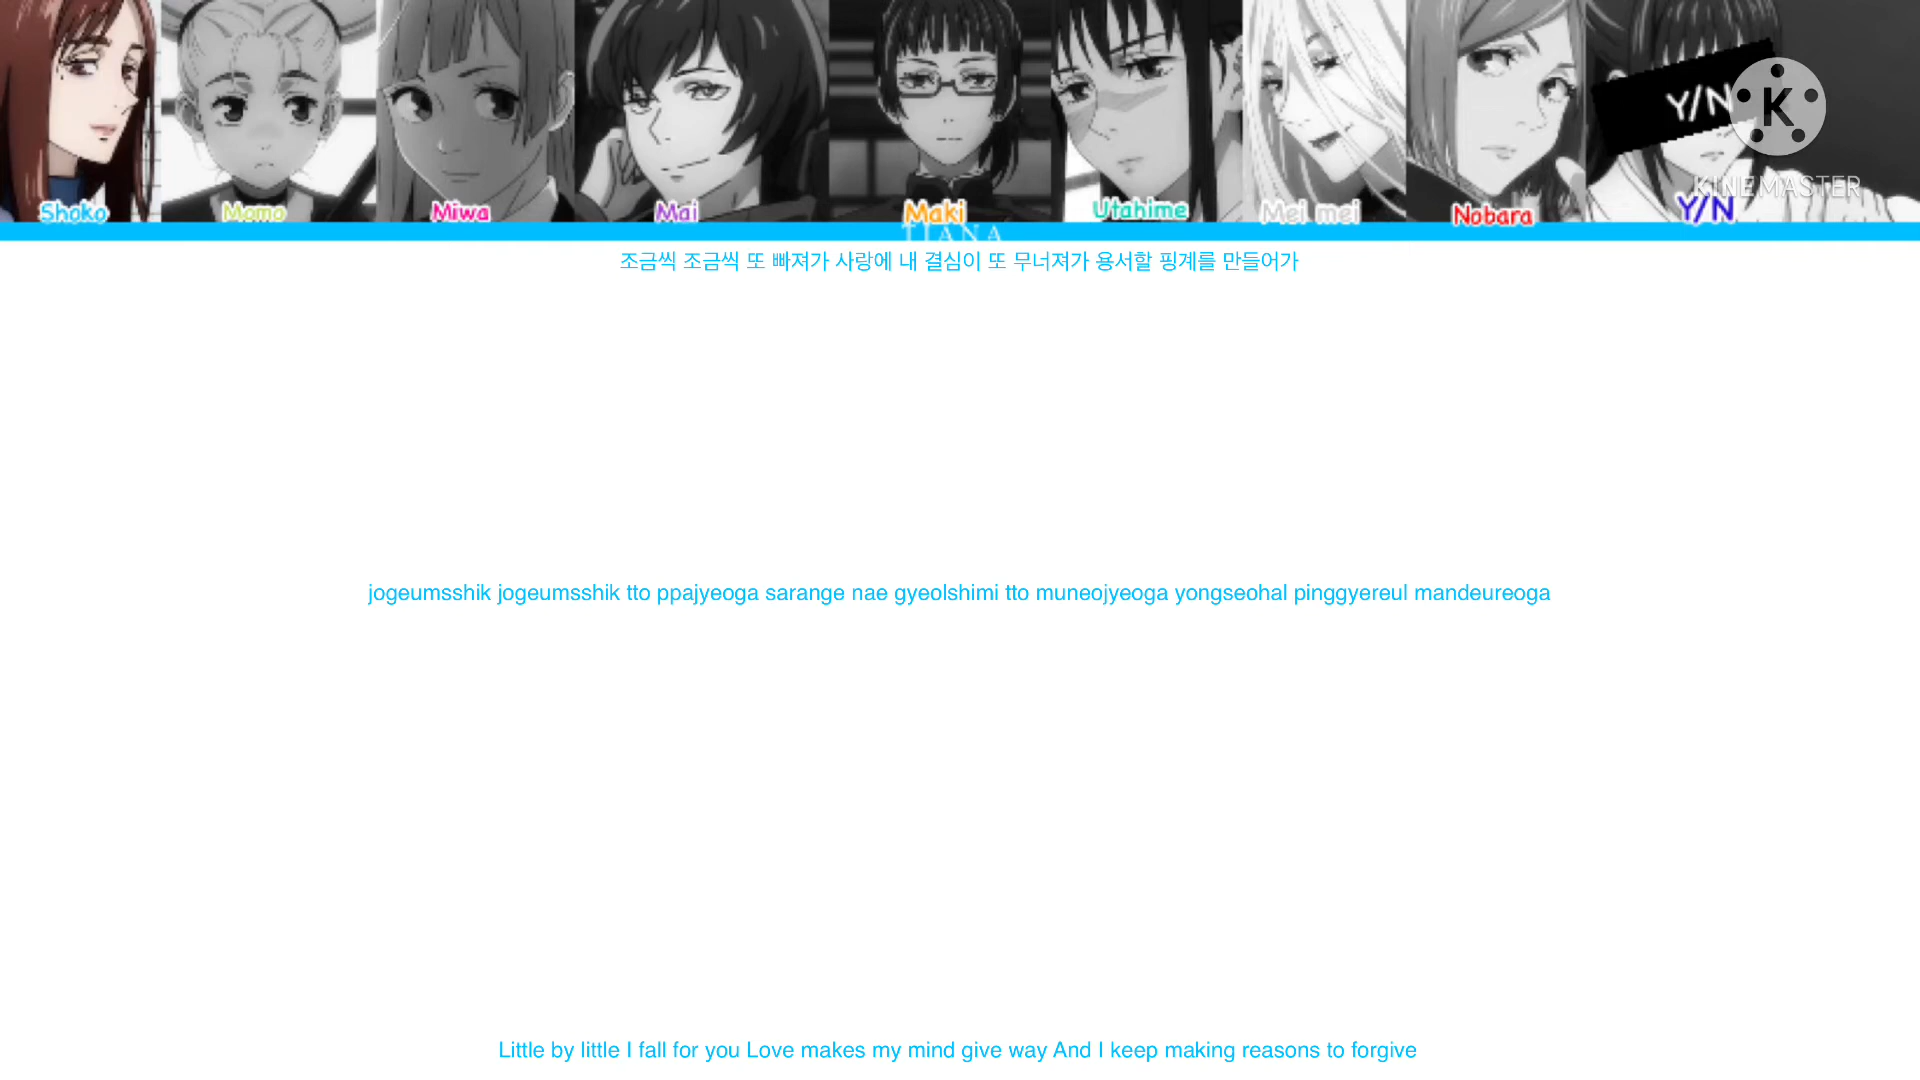 Y/N
K
KINEMASTER
Shoko
Momo
Miwa
Mai
Maki
Utahime
Mei mei
Nobara
Y/N
TIANA
조금씩 조금씩 또 빠져가 사랑에 내 결심이 또 무너져가 용서할 핑계를 만들어가
jogeumsshik jogeumsshik tto ppajyeoga sarange nae gyeolshimi tto muneojyeoga yongseohal pinggyereul mandeureoga
Little by little I fall for you Love makes my mind give way And I keep making reasons to forgive